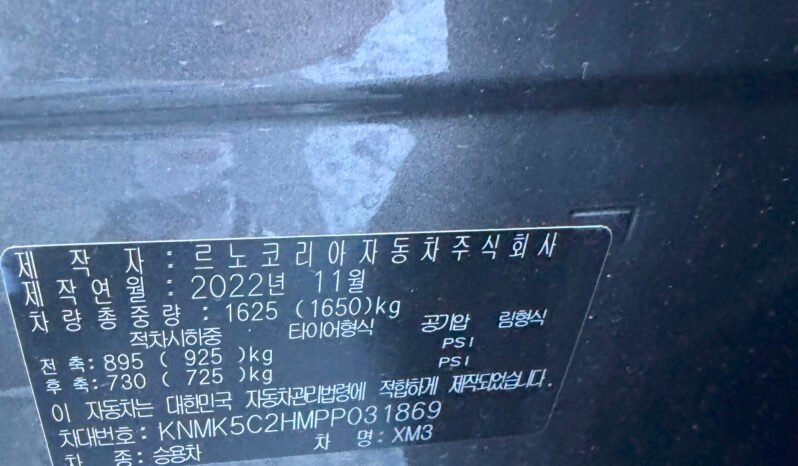 제 작 자 : 르노코리아자동차주식회사
제작연월 : 2022년 11월
차량총중량 : 1625 (1650)kg
적차시하중 타이어형식 공기압 림형식
전 축: 895 ( 925 )kg PSI
후 축: 730 ( 725 )kg PSI
이 자동차는 대한민국 자동차관리법령에 적합하게 제작되었습니다.
차대번호: KNMK5C2HMPP031869
차 종: 승용차 차 명: XM3